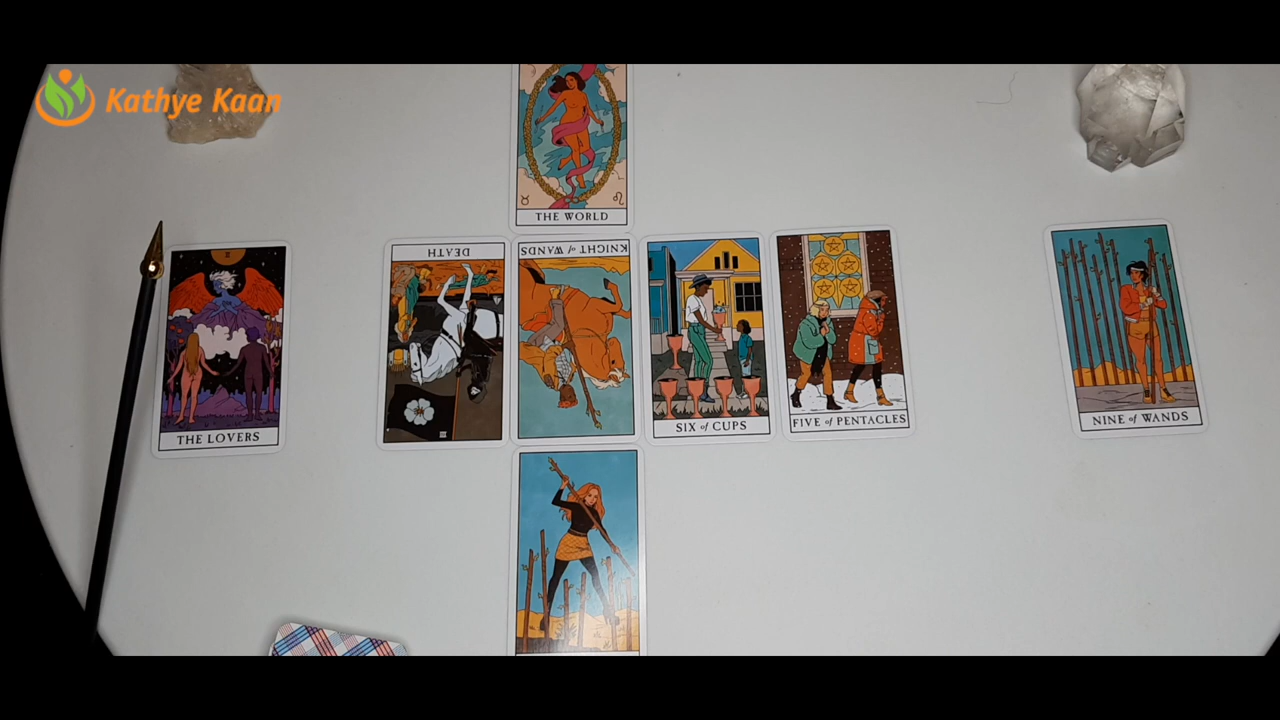 Kathye Kaan
THE WORLD
THE LOVERS
DEATH
KNIGHT of WANDS
SIX of CUPS
FIVE of PENTACLES
NINE of WANDS